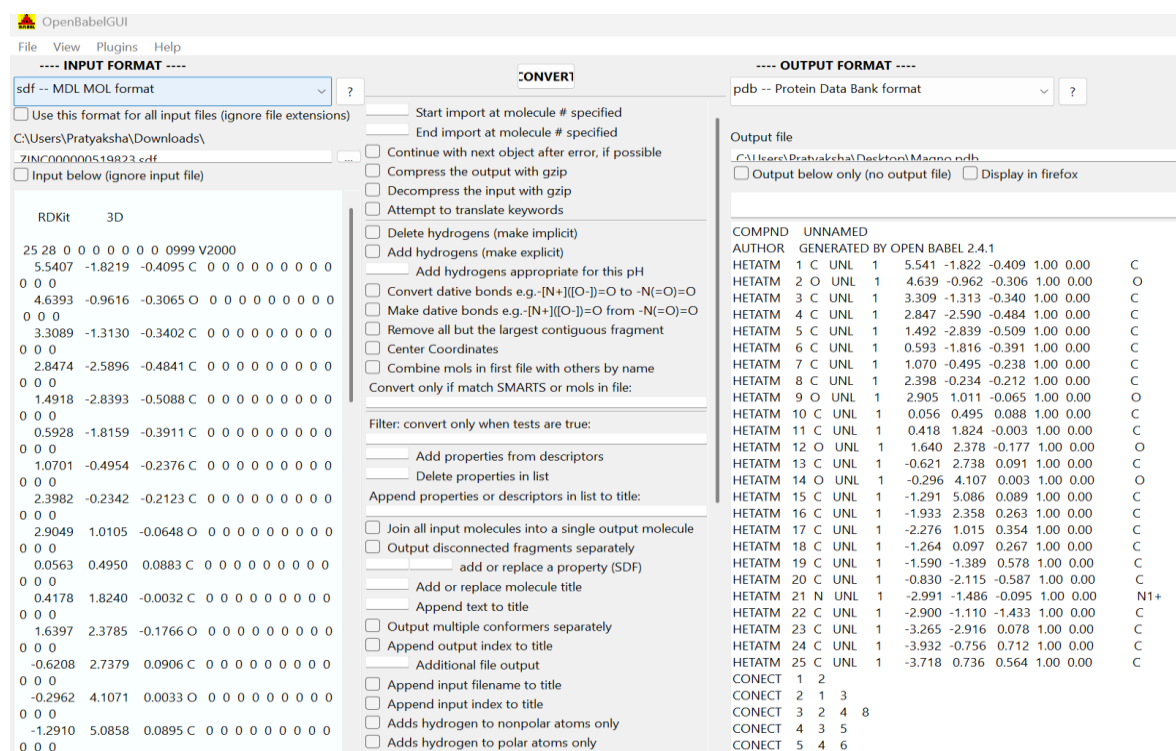 OpenBabelGUI
File View Plugins Help
---- INPUT FORMAT ----
sdf -- MDL MOL format
?
Use this format for all input files (ignore file extensions)
C:\Users\Pratyaksha\Downloads\
ZINC000000519823.sdf
...
Input below (ignore input file)
RDKit 3D
25 28 0 0 0 0 0 0 0 0999 V2000
5.5407 -1.8219 -0.4095 C 0 0 0 0 0 0 0 0 0
0 0 0
4.6393 -0.9616 -0.3065 O 0 0 0 0 0 0 0 0 0
0 0 0
3.3089 -1.3130 -0.3402 C 0 0 0 0 0 0 0 0 0
0 0 0
2.8474 -2.5896 -0.4841 C 0 0 0 0 0 0 0 0 0
0 0 0
1.4918 -2.8393 -0.5088 C 0 0 0 0 0 0 0 0 0
0 0 0
0.5928 -1.8159 -0.3911 C 0 0 0 0 0 0 0 0 0
0 0 0
1.0701 -0.4954 -0.2376 C 0 0 0 0 0 0 0 0 0
0 0 0
2.3982 -0.2342 -0.2123 C 0 0 0 0 0 0 0 0 0
0 0 0
2.9049 1.0105 -0.0648 O 0 0 0 0 0 0 0 0 0
0 0 0
0.0563 0.4950 0.0883 C 0 0 0 0 0 0 0 0 0
0 0 0
0.4178 1.8240 -0.0032 C 0 0 0 0 0 0 0 0 0
0 0 0
1.6397 2.3785 -0.1766 O 0 0 0 0 0 0 0 0 0
0 0 0
-0.6208 2.7379 0.0906 C 0 0 0 0 0 0 0 0 0
0 0 0
-0.2962 4.1071 0.0033 O 0 0 0 0 0 0 0 0 0
0 0 0
-1.2910 5.0858 0.0895 C 0 0 0 0 0 0 0 0 0
0 0 0
CONVERT
Start import at molecule # specified
End import at molecule # specified
Continue with next object after error, if possible
Compress the output with gzip
Decompress the input with gzip
Attempt to translate keywords
Delete hydrogens (make implicit)
Add hydrogens (make explicit)
Add hydrogens appropriate for this pH
Convert dative bonds e.g.-[N+]([O-])=O to -N(=O)=O
Make dative bonds e.g.-[N+]([O-])=O from -N(=O)=O
Remove all but the largest contiguous fragment
Center Coordinates
Combine mols in first file with others by name
Convert only if match SMARTS or mols in file:
Filter: convert only when tests are true:
Add properties from descriptors
Delete properties in list
Append properties or descriptors in list to title:
Join all input molecules into a single output molecule
Output disconnected fragments separately
add or replace a property (SDF)
Add or replace molecule title
Append text to title
Output multiple conformers separately
Append output index to title
Additional file output
Append input filename to title
Append input index to title
Adds hydrogen to nonpolar atoms only
Adds hydrogen to polar atoms only
---- OUTPUT FORMAT ----
pdb -- Protein Data Bank format
?
Output file
C:\Users\Pratyaksha\Desktop\Magno.pdb
Output below only (no output file) Display in firefox
COMPND UNNAMED
AUTHOR GENERATED BY OPEN BABEL 2.4.1
HETATM 1 C UNL 1 5.541 -1.822 -0.409 1.00 0.00 C
HETATM 2 O UNL 1 4.639 -0.962 -0.306 1.00 0.00 O
HETATM 3 C UNL 1 3.309 -1.313 -0.340 1.00 0.00 C
HETATM 4 C UNL 1 2.847 -2.590 -0.484 1.00 0.00 C
HETATM 5 C UNL 1 1.492 -2.839 -0.509 1.00 0.00 C
HETATM 6 C UNL 1 0.593 -1.816 -0.391 1.00 0.00 C
HETATM 7 C UNL 1 1.070 -0.495 -0.238 1.00 0.00 C
HETATM 8 C UNL 1 2.398 -0.234 -0.212 1.00 0.00 C
HETATM 9 O UNL 1 2.905 1.011 -0.065 1.00 0.00 O
HETATM 10 C UNL 1 0.056 0.495 0.088 1.00 0.00 C
HETATM 11 C UNL 1 0.418 1.824 -0.003 1.00 0.00 C
HETATM 12 O UNL 1 1.640 2.378 -0.177 1.00 0.00 O
HETATM 13 C UNL 1 -0.621 2.738 0.091 1.00 0.00 C
HETATM 14 O UNL 1 -0.296 4.107 0.003 1.00 0.00 O
HETATM 15 C UNL 1 -1.291 5.086 0.089 1.00 0.00 C
HETATM 16 C UNL 1 -1.933 2.358 0.263 1.00 0.00 C
HETATM 17 C UNL 1 -2.276 1.015 0.354 1.00 0.00 C
HETATM 18 C UNL 1 -1.264 0.097 0.267 1.00 0.00 C
HETATM 19 C UNL 1 -1.590 -1.389 0.578 1.00 0.00 C
HETATM 20 C UNL 1 -0.830 -2.115 -0.587 1.00 0.00 C
HETATM 21 N UNL 1 -2.991 -1.486 -0.095 1.00 0.00 N1+
HETATM 22 C UNL 1 -2.900 -1.110 -1.433 1.00 0.00 C
HETATM 23 C UNL 1 -3.265 -2.916 0.078 1.00 0.00 C
HETATM 24 C UNL 1 -3.932 -0.756 0.712 1.00 0.00 C
HETATM 25 C UNL 1 -3.718 0.736 0.564 1.00 0.00 C
CONECT 1 2
CONECT 2 1 3
CONECT 3 2 4 8
CONECT 4 3 5
CONECT 5 4 6